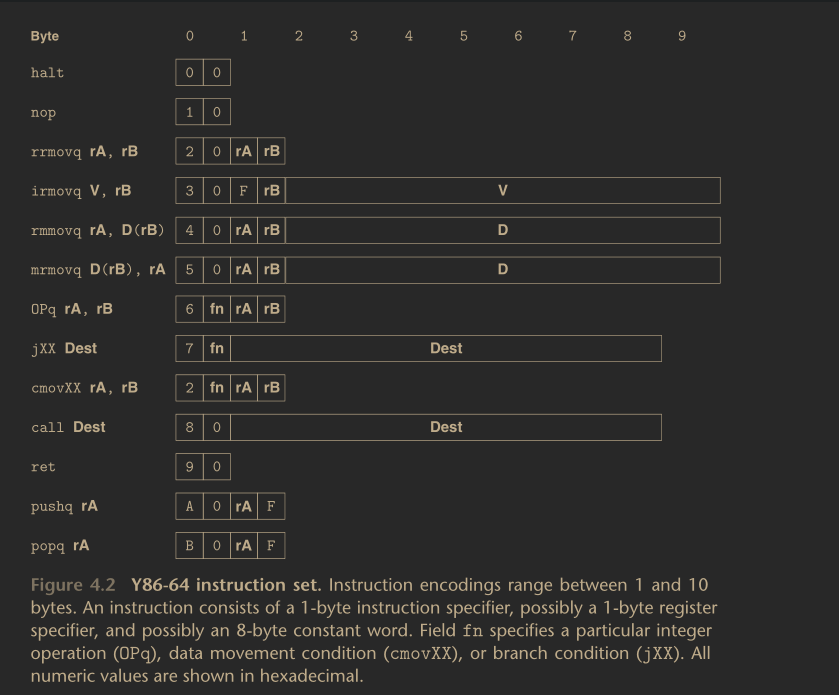 Byte 0 1 2 3 4 5 6 7 8 9
halt 0 0
nop 1 0
rrmovq rA, rB 2 0 rA rB
irmovq V, rB 3 0 F rB V
rmmovq rA, D(rB) 4 0 rA rB D
mrmovq D(rB), rA 5 0 rA rB D
OPq rA, rB 6 fn rA rB
jXX Dest 7 fn Dest
cmovXX rA, rB 2 fn rA rB
call Dest 8 0 Dest
ret 9 0
pushq rA A 0 rA F
popq rA B 0 rA F
Figure 4.2 Y86-64 instruction set. Instruction encodings range between 1 and 10
bytes. An instruction consists of a 1-byte instruction specifier, possibly a 1-byte register
specifier, and possibly an 8-byte constant word. Field fn specifies a particular integer
operation (OPq), data movement condition (cmovXX), or branch condition (jXX). All
numeric values are shown in hexadecimal.